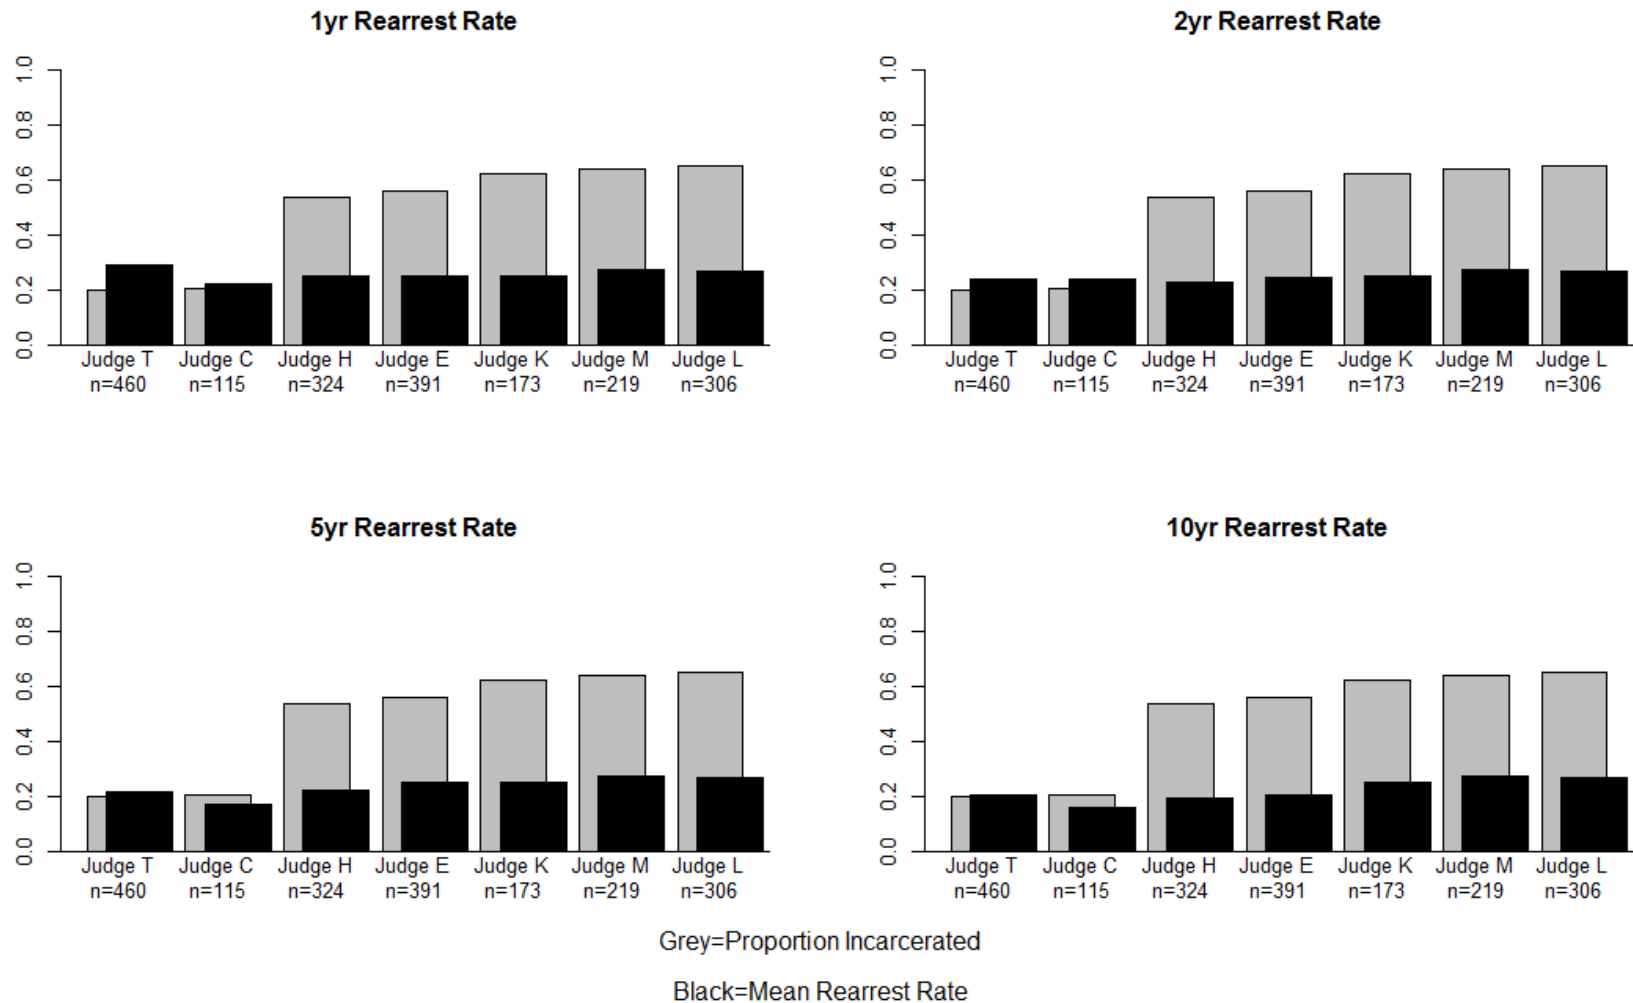 1yr Rearrest Rate
1.0
0.8
0.6
0.4
0.2
0.0
Judge T Judge C Judge H Judge E Judge K Judge M Judge L
n=460 n=115 n=324 n=391 n=173 n=219 n=306
2yr Rearrest Rate
1.0
0.8
0.6
0.4
0.2
0.0
Judge T Judge C Judge H Judge E Judge K Judge M Judge L
n=460 n=115 n=324 n=391 n=173 n=219 n=306
5yr Rearrest Rate
1.0
0.8
0.6
0.4
0.2
0.0
Judge T Judge C Judge H Judge E Judge K Judge M Judge L
n=460 n=115 n=324 n=391 n=173 n=219 n=306
10yr Rearrest Rate
1.0
0.8
0.6
0.4
0.2
0.0
Judge T Judge C Judge H Judge E Judge K Judge M Judge L
n=460 n=115 n=324 n=391 n=173 n=219 n=306
Grey=Proportion Incarcerated
Black=Mean Rearrest Rate